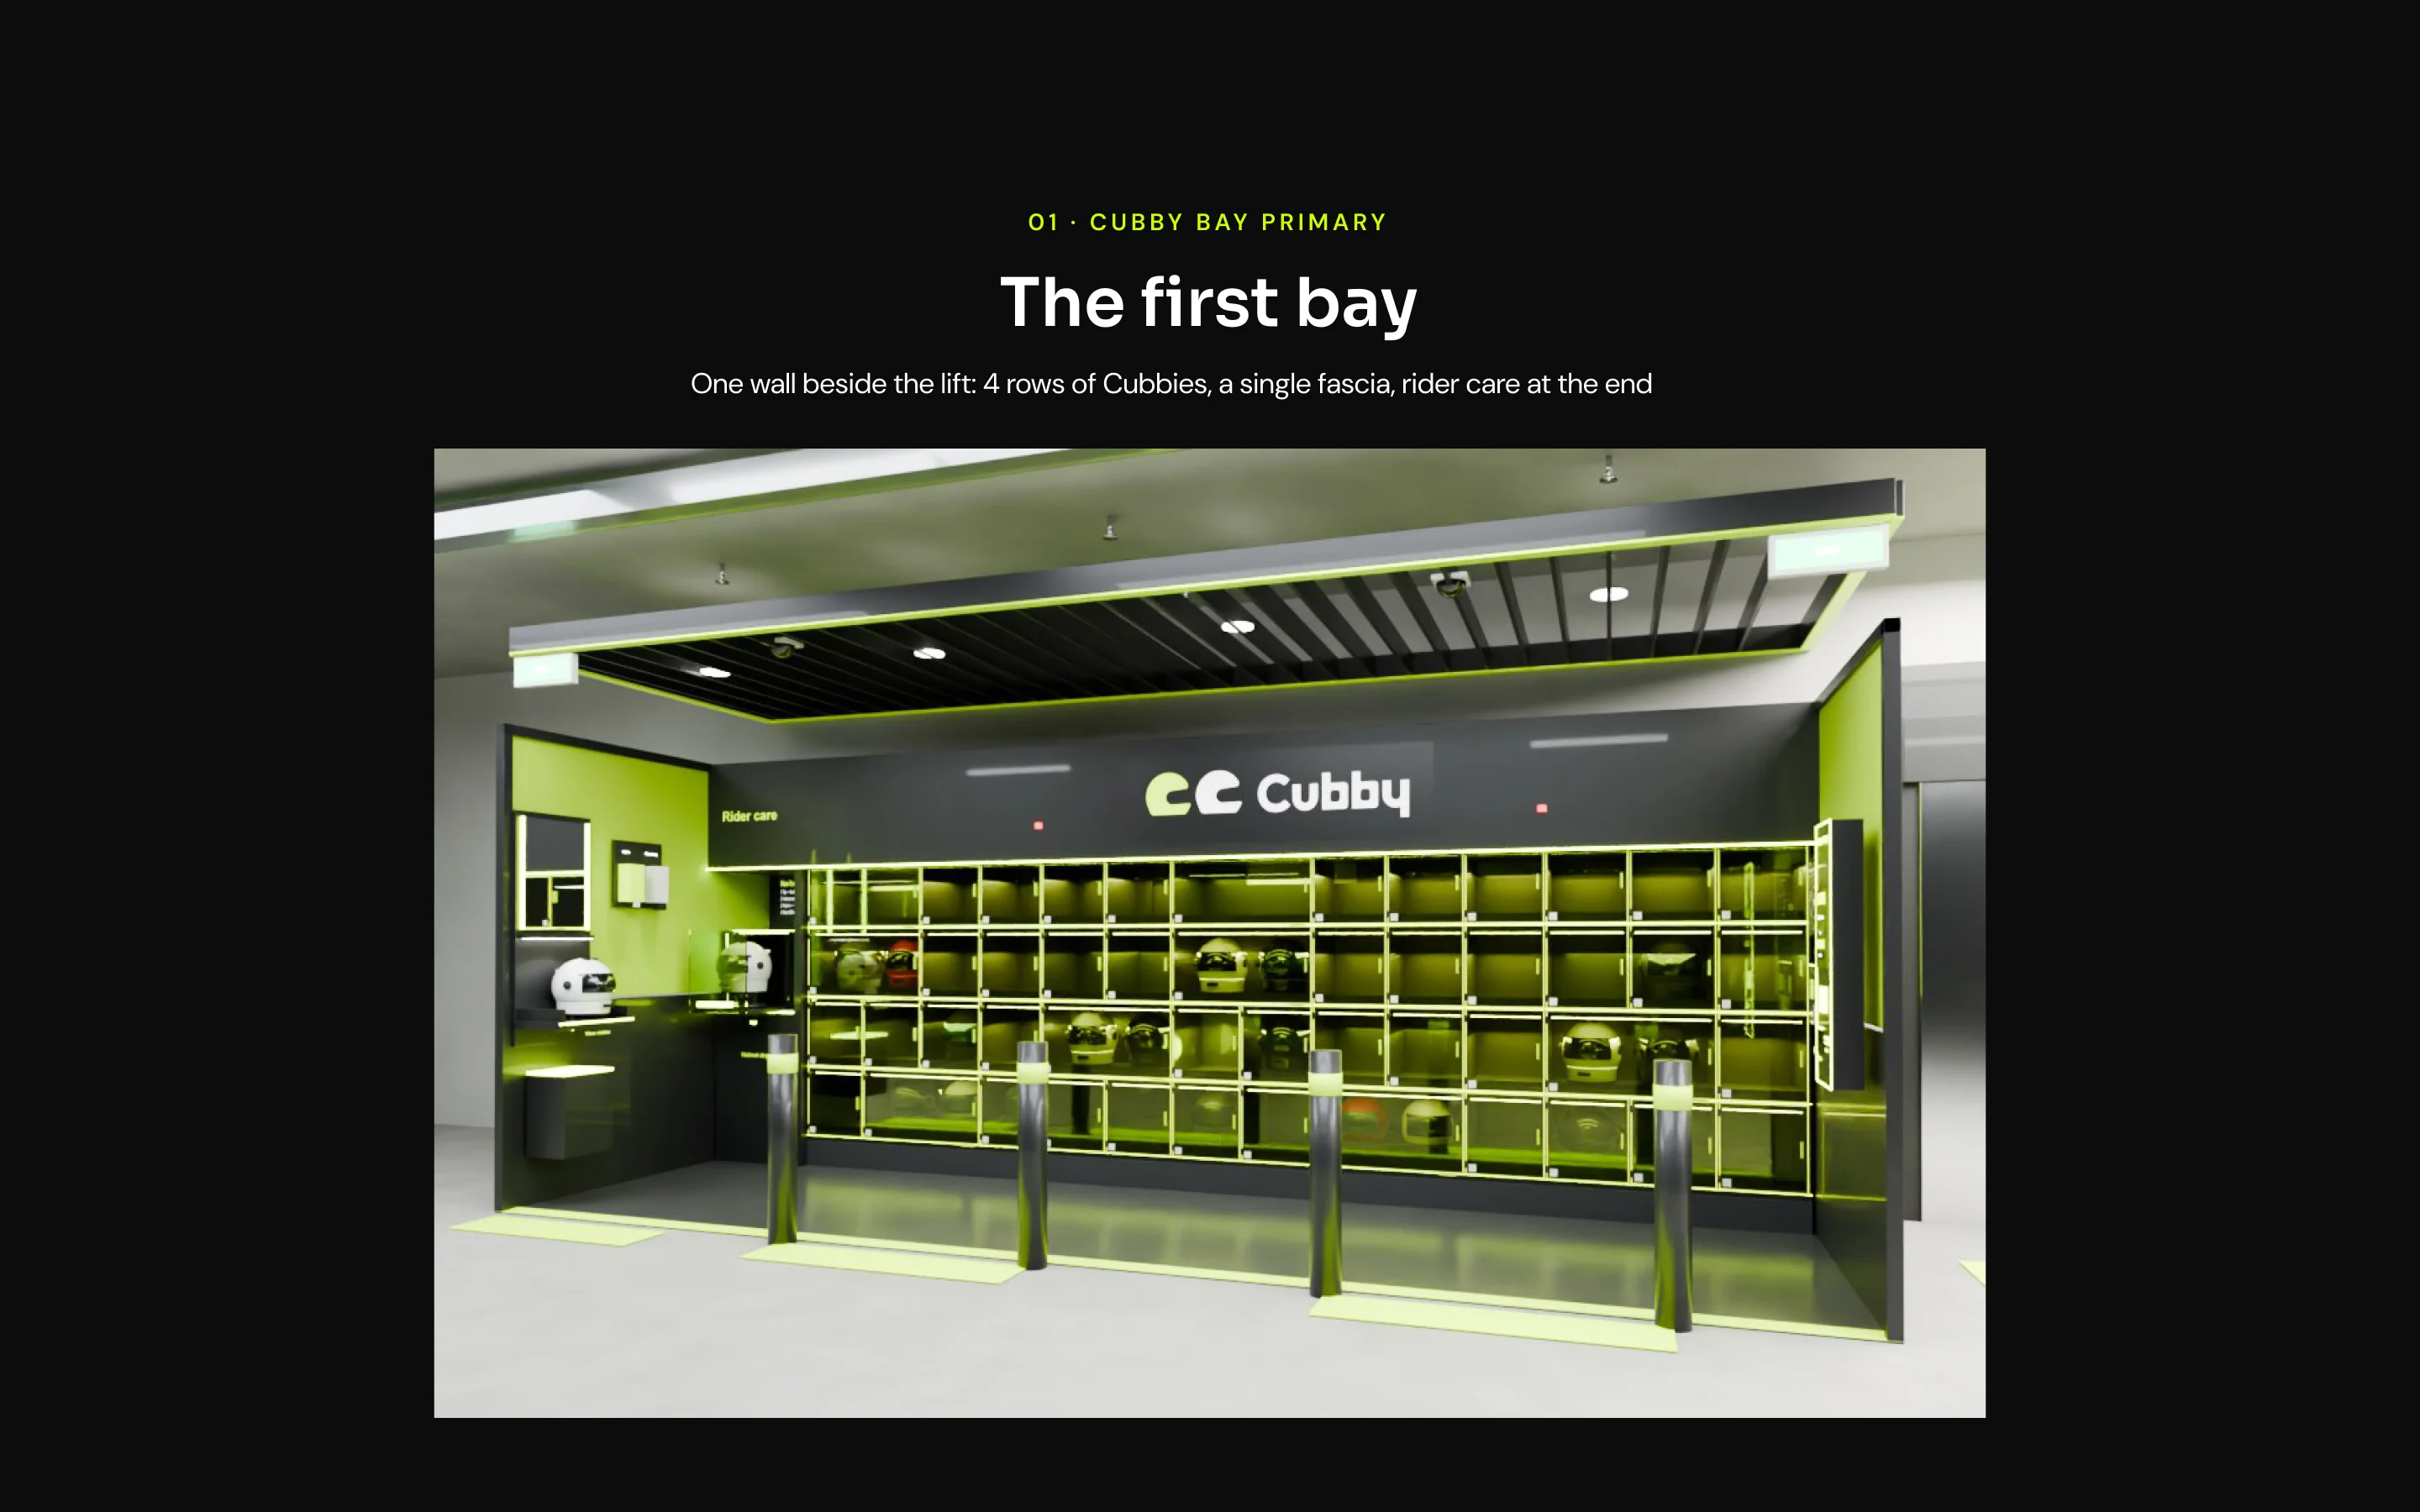 01 · CUBBY BAY PRIMARY
The first bay
One wall beside the lift: 4 rows of Cubbies, a single fascia, rider care at the end
Cubby
Rider care